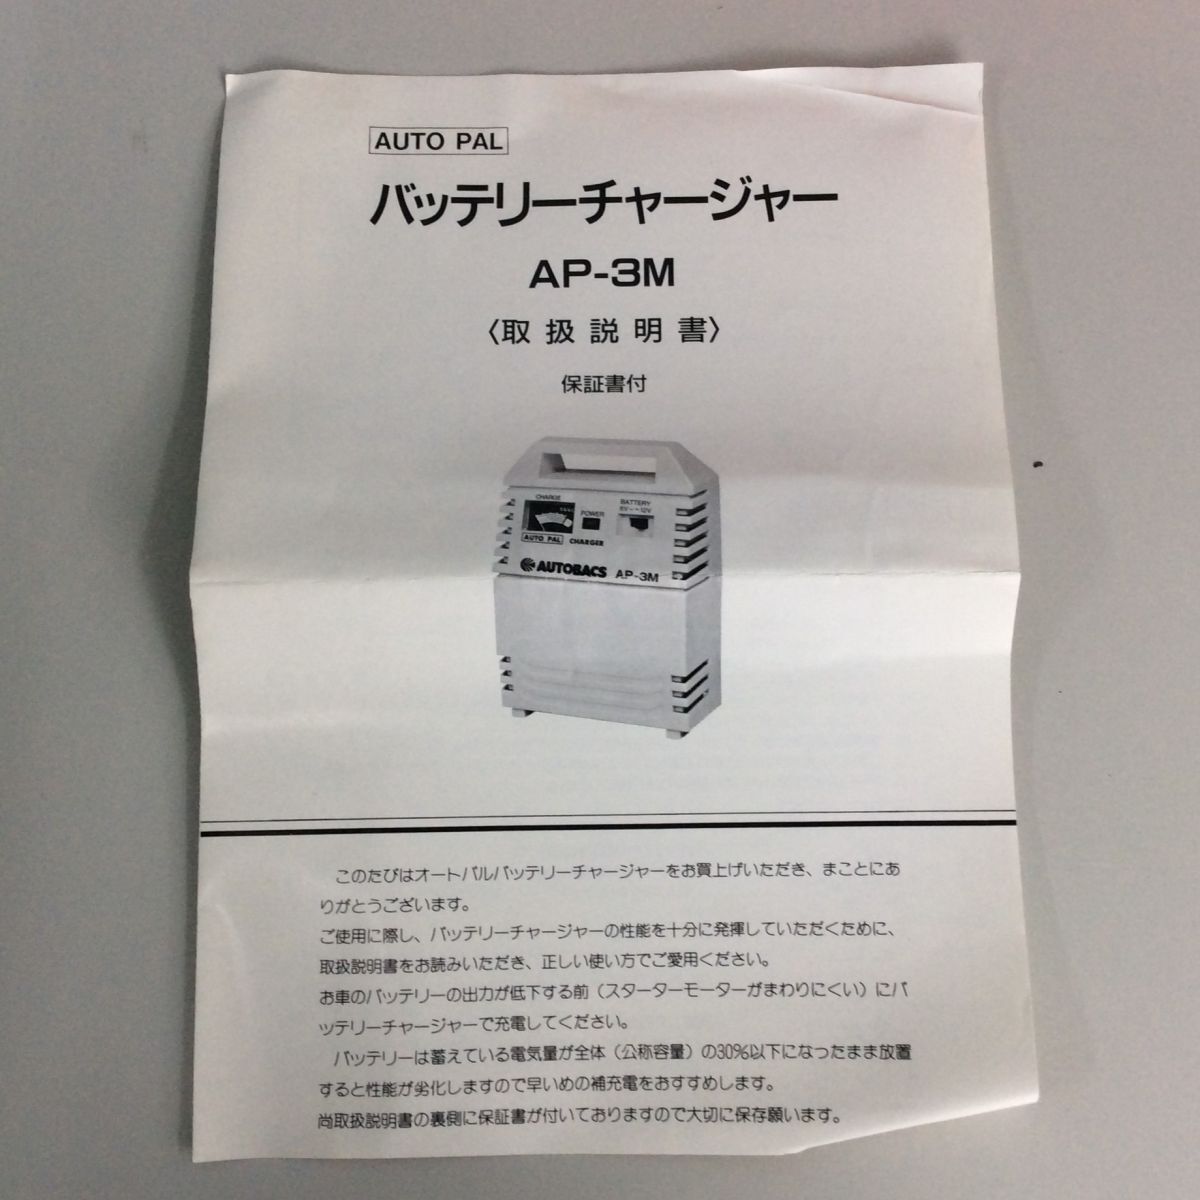 AUTO PAL
バッテリーチャージャー
AP-3M
〈取扱説明書〉
保証書付
CHARGE
POWER
BATTERY
6V 12V
AUTO PAL CHARGER
AUTOBACS AP-3M
このたびはオートパルバッテリーチャージャーをお買上げいただき、まことにあ
りがとうございます。
ご使用に際し、バッテリーチャージャーの性能を十分に発揮していただくために、
取扱説明書をお読みいただき、正しい使い方でご愛用ください。
お車のバッテリーの出力が低下する前（スターターモーターがまわりにくい）にバ
ッテリーチャージャーで充電してください。
バッテリーは蓄えている電気量が全体（公称容量）の30%以下になったまま放置
すると性能が劣化しますので早いめの補充電をおすすめします。
尚取扱説明書の裏側に保証書が付いておりますので大切に保存願います。